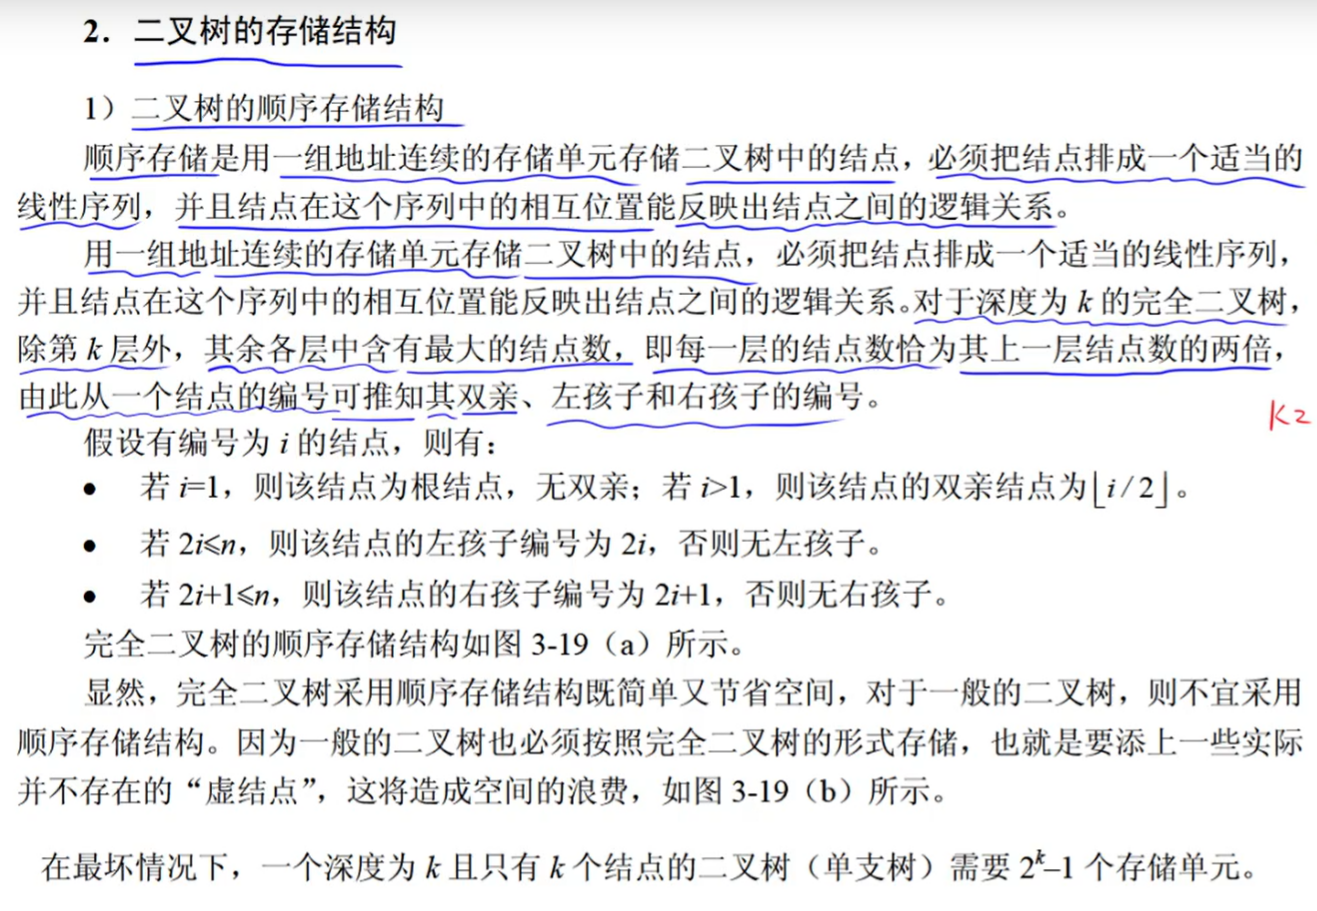 2. 二叉树的存储结构
1）二叉树的顺序存储结构
顺序存储是用一组地址连续的存储单元存储二叉树中的结点，必须把结点排成一个适当的
线性序列，并且结点在这个序列中的相互位置能反映出结点之间的逻辑关系。
用一组地址连续的存储单元存储二叉树中的结点，必须把结点排成一个适当的线性序列，
并且结点在这个序列中的相互位置能反映出结点之间的逻辑关系。对于深度为 k 的完全二叉树，
除第 k 层外，其余各层中含有最大的结点数，即每一层的结点数恰为其上一层结点数的两倍，
由此从一个结点的编号可推知其双亲、左孩子和右孩子的编号。
K2
假设有编号为 i 的结点，则有：
● 若 i=1，则该结点为根结点，无双亲；若 i>1，则该结点的双亲结点为⌊i/2⌋。
● 若 2i≤n，则该结点的左孩子编号为 2i，否则无左孩子。
● 若 2i+1≤n，则该结点的右孩子编号为 2i+1，否则无右孩子。
完全二叉树的顺序存储结构如图 3-19（a）所示。
显然，完全二叉树采用顺序存储结构既简单又节省空间，对于一般的二叉树，则不宜采用
顺序存储结构。因为一般的二叉树也必须按照完全二叉树的形式存储，也就是要添上一些实际
并不存在的“虚结点”，这将造成空间的浪费，如图 3-19（b）所示。
在最坏情况下，一个深度为 k 且只有 k 个结点的二叉树（单支树）需要 2ᵏ–1 个存储单元。